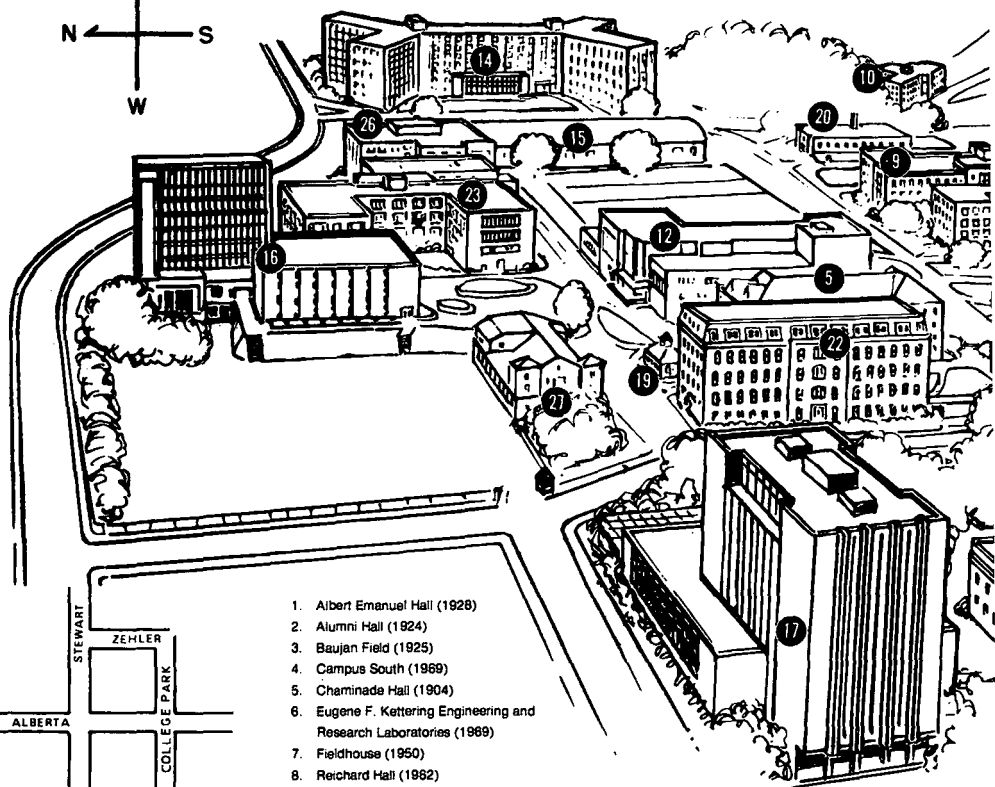 N S
W
14
10
26
15
20
9
23
12
16
5
22
19
27
17
STEWART
ZEHLER
COLLEGE PARK
ALBERTA
1. Albert Emanuel Hall (1928)
2. Alumni Hall (1924)
3. Baujan Field (1925)
4. Campus South (1969)
5. Chaminade Hall (1904)
6. Eugene F. Kettering Engineering and
Research Laboratories (1969)
7. Fieldhouse (1950)
8. Reichard Hall (1982)